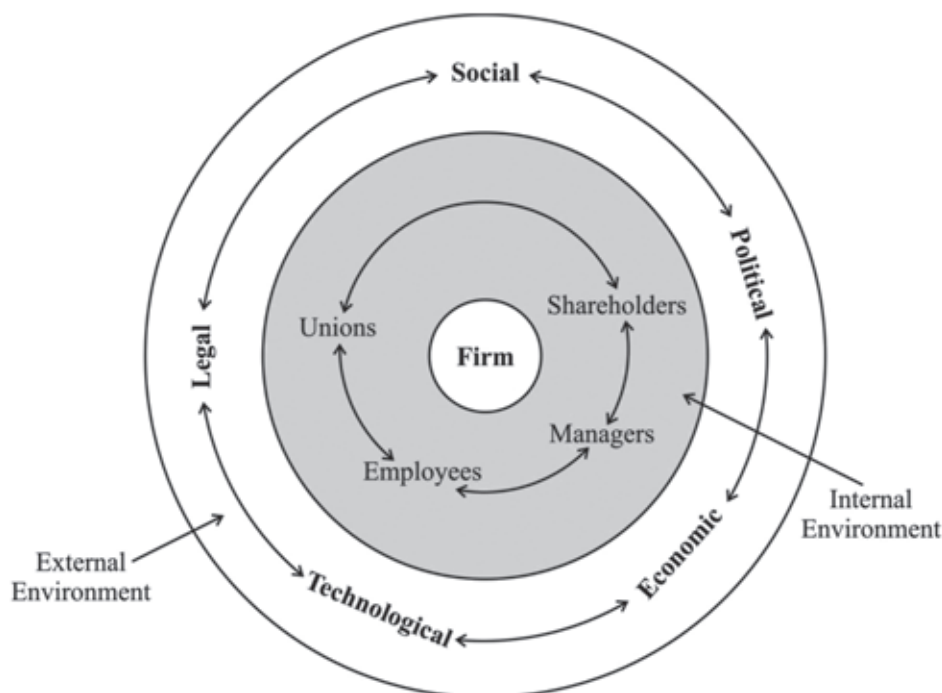 Social
Political
Legal
Shareholders
Unions
Firm
Managers
Employees
Internal
Environment
Economic
External
Environment
Technological